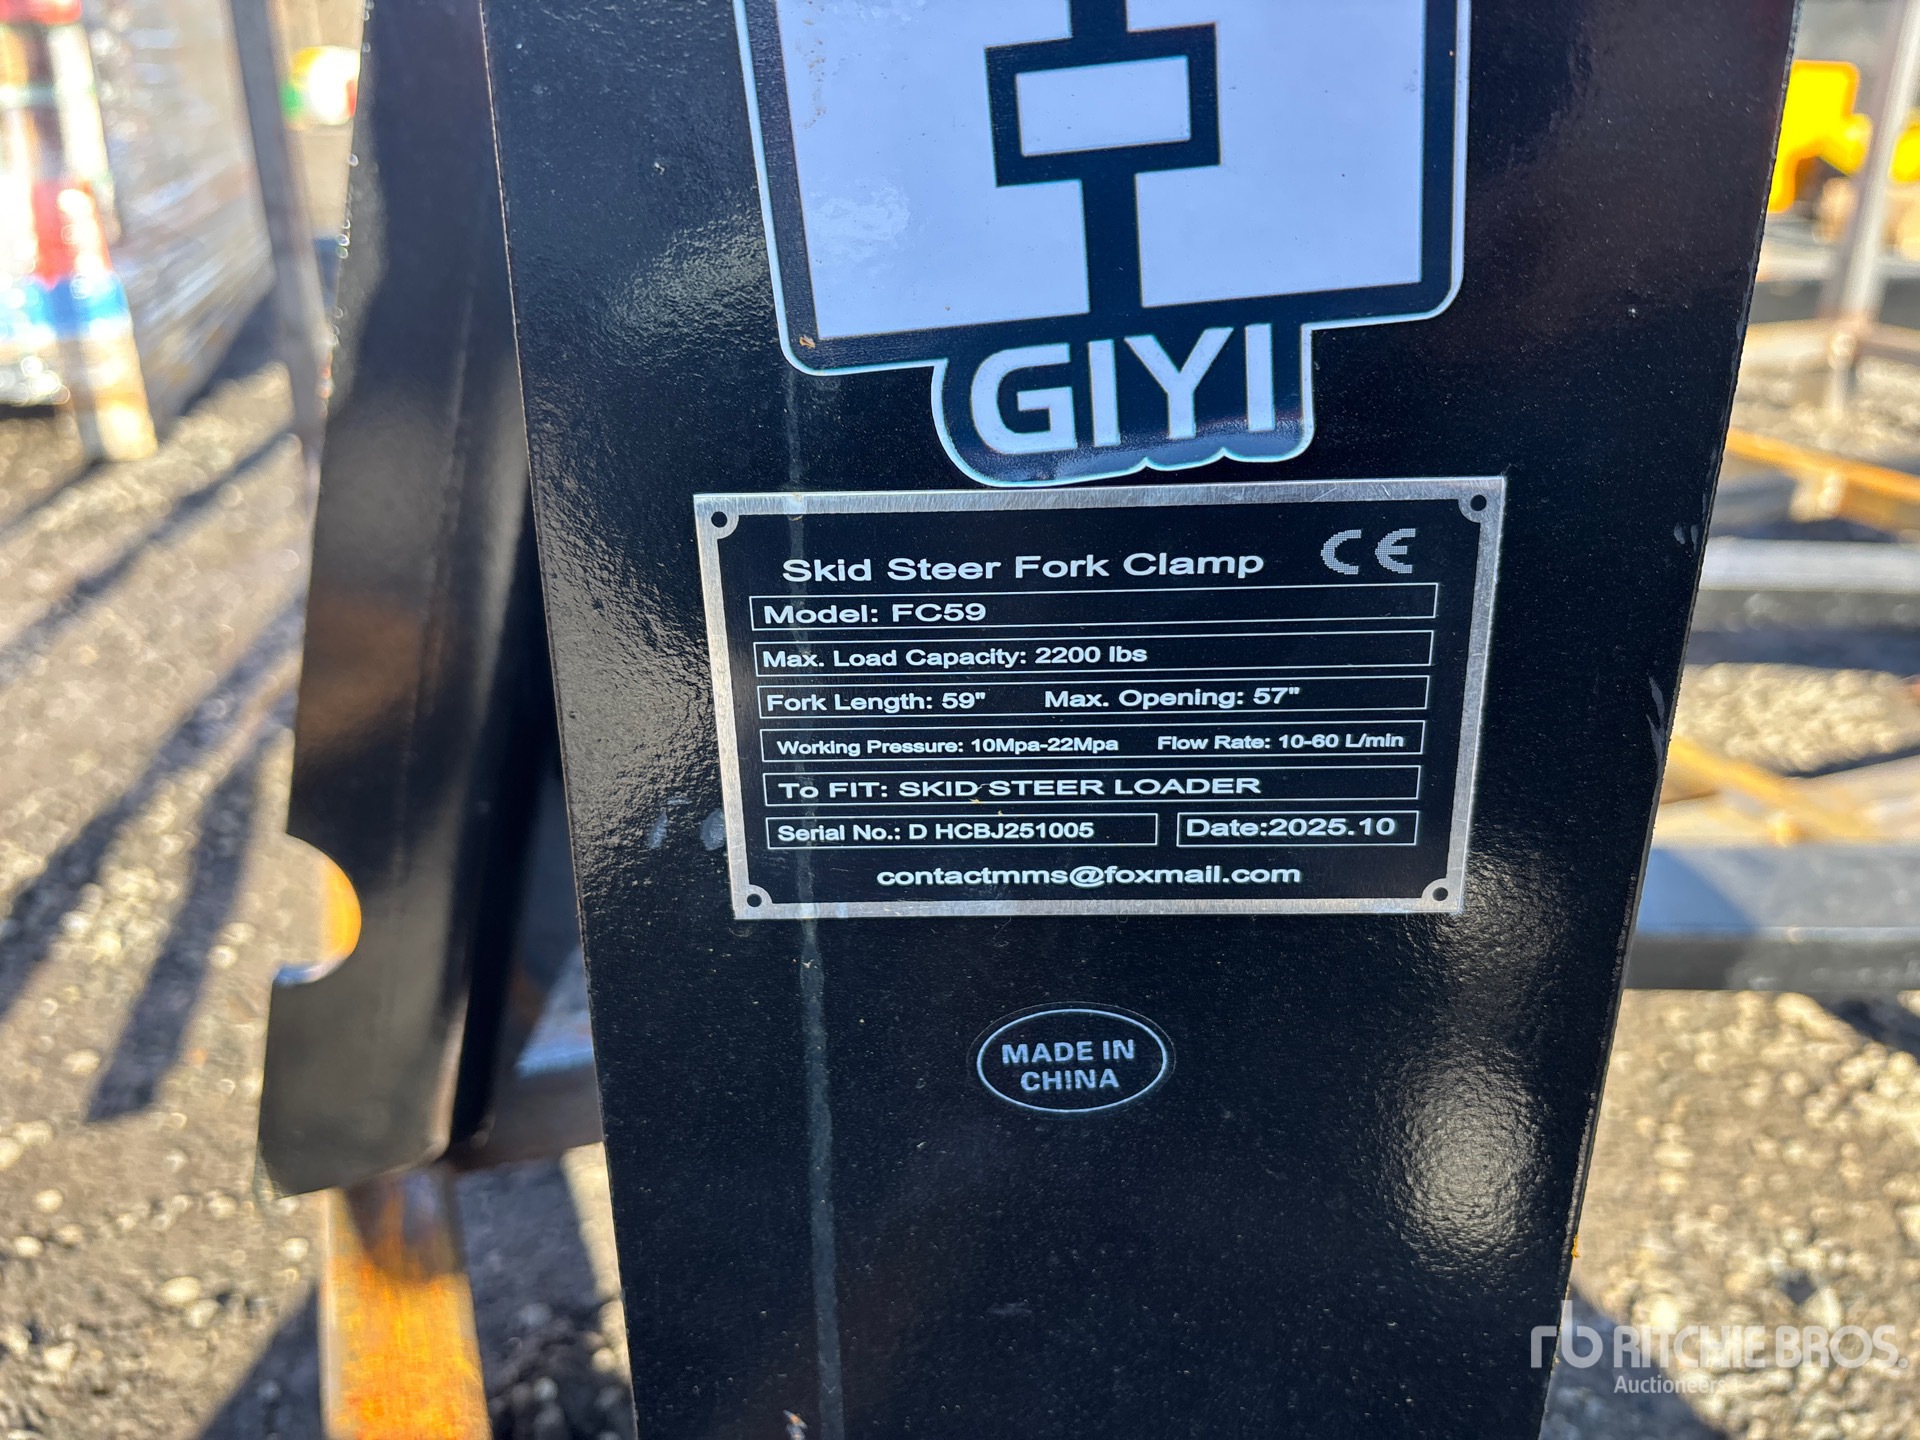 GIYI
Skid Steer Fork Clamp CE
Model: FC59
Max. Load Capacity: 2200 lbs
Fork Length: 59" Max. Opening: 57"
Working Pressure: 10Mpa-22Mpa Flow Rate: 10-60 L/min
To FIT: SKID STEER LOADER
Serial No.: D HCBJ251005 Date:2025.10
contactmms@foxmail.com
MADE IN
CHINA
rb RITCHIE BROS.
Auctioneers